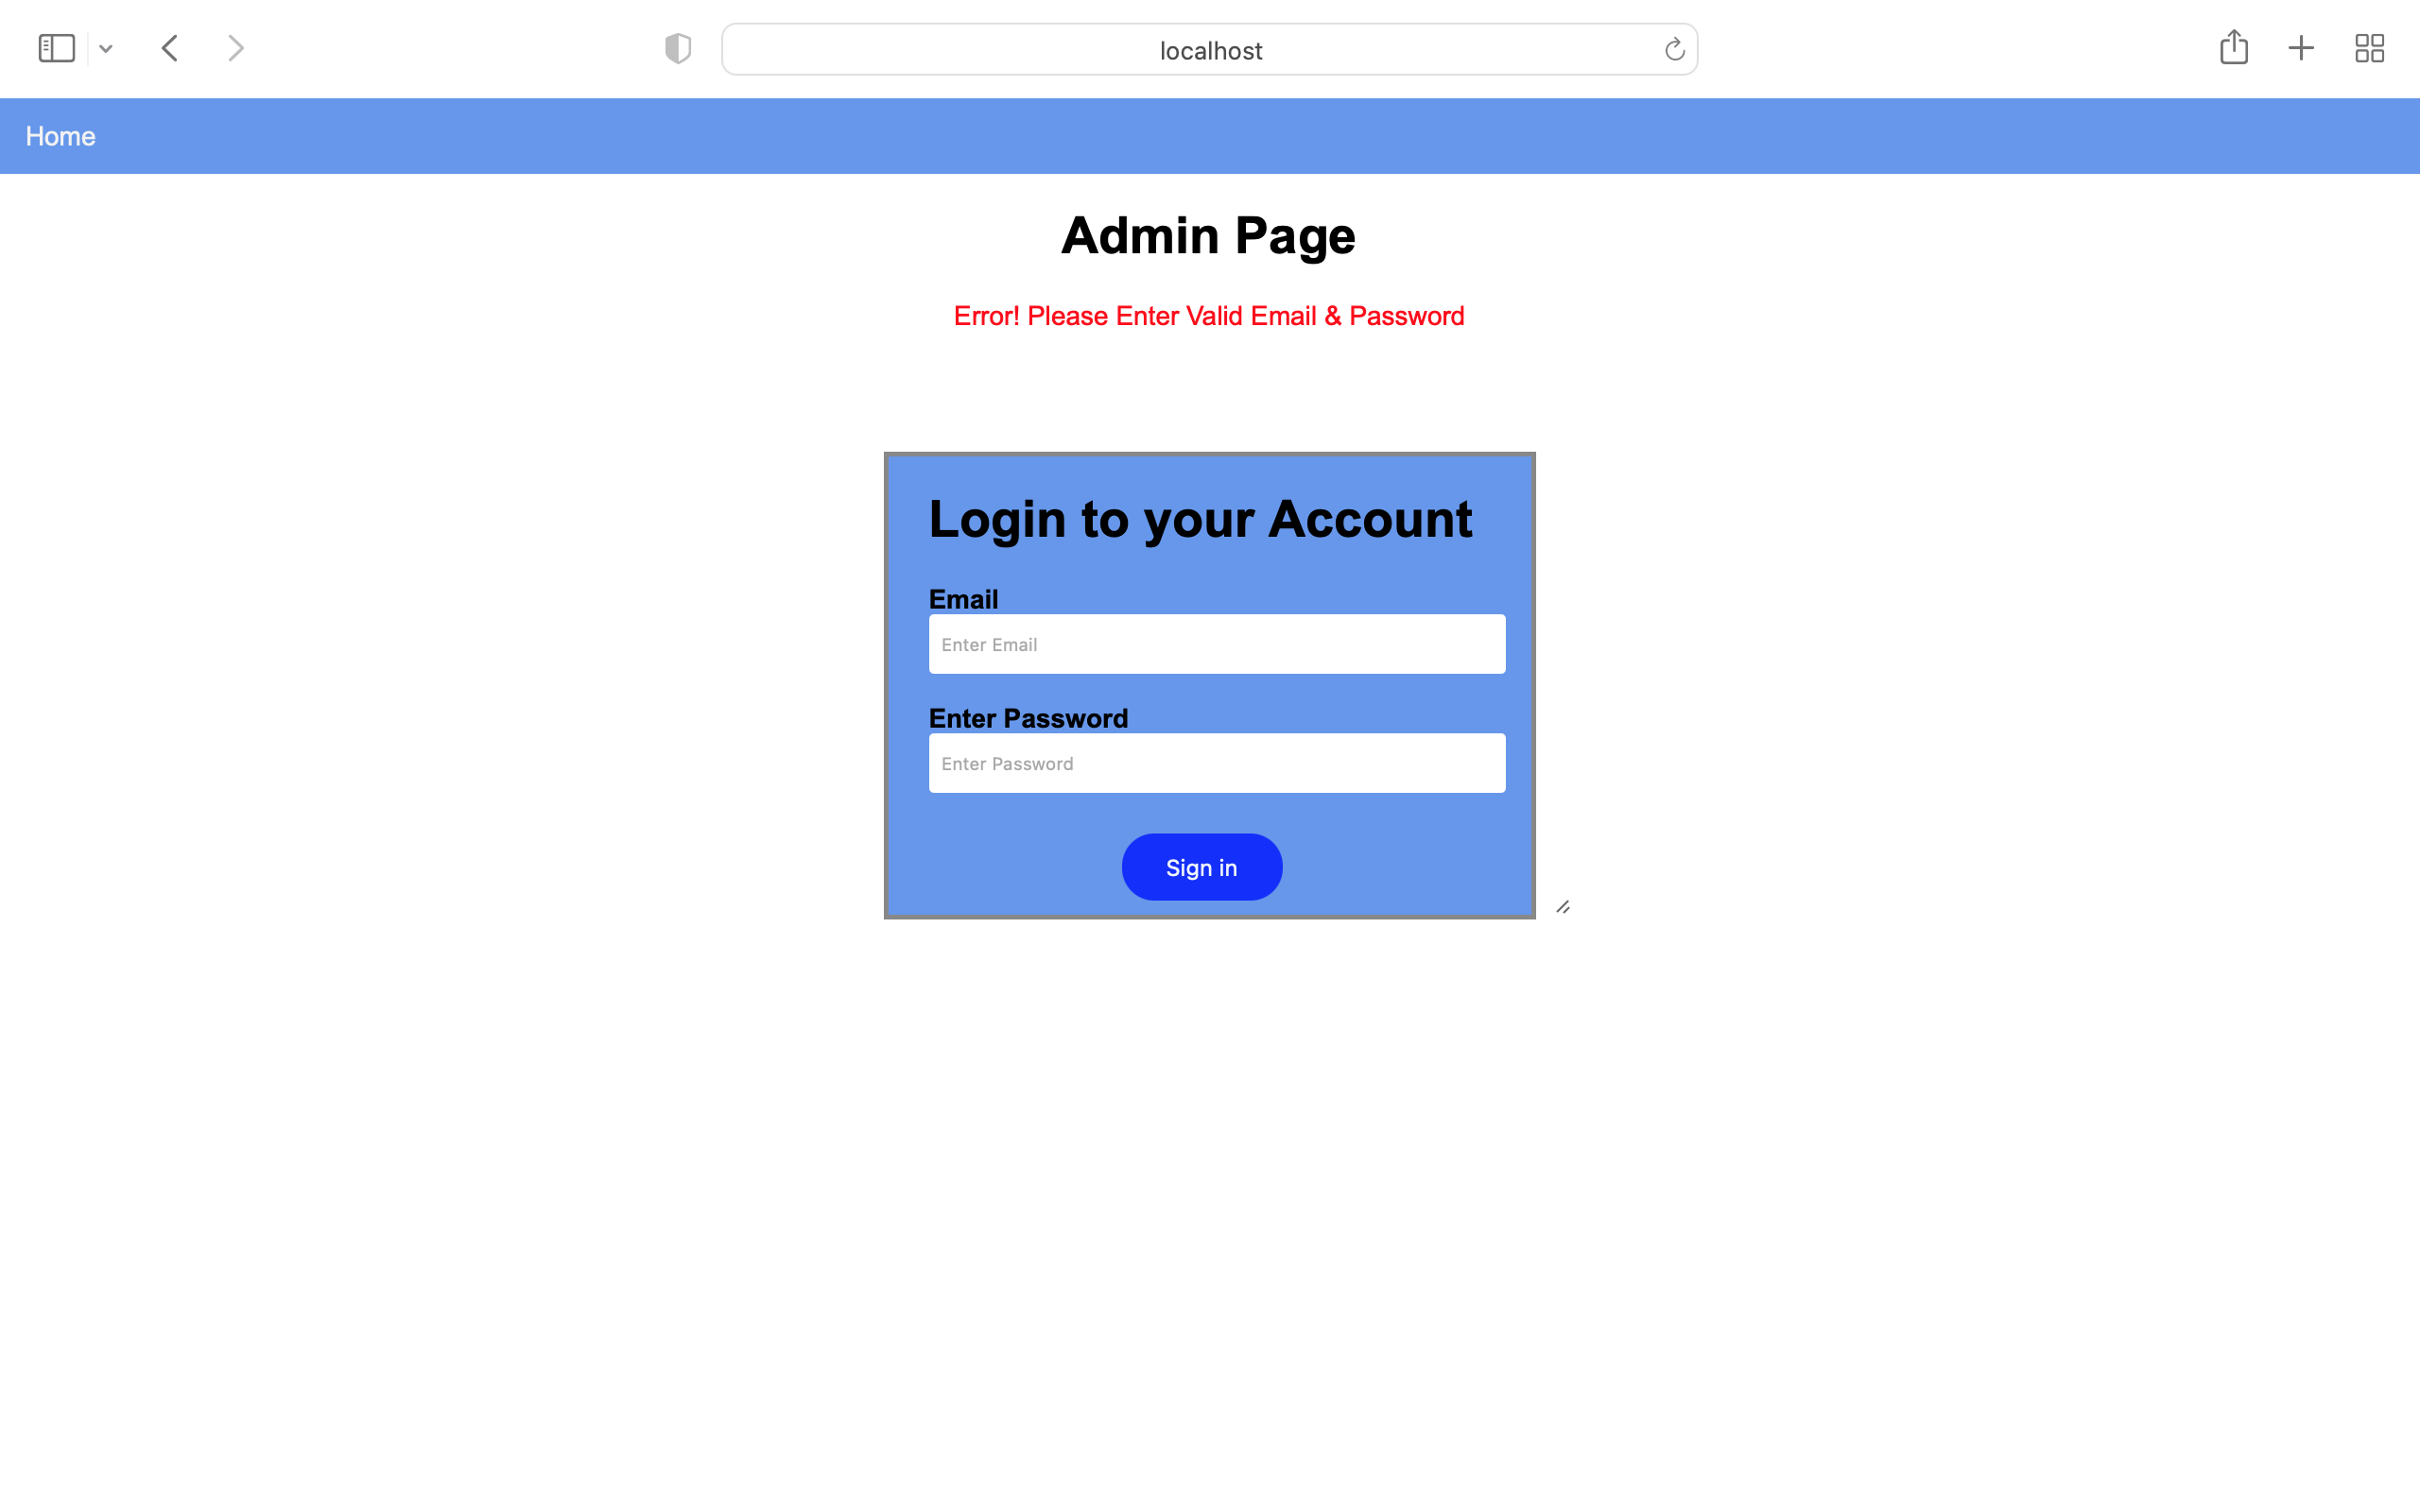 localhost
Home
Admin Page
Error! Please Enter Valid Email & Password
Login to your Account
Email
Enter Email
Enter Password
Enter Password
Sign in